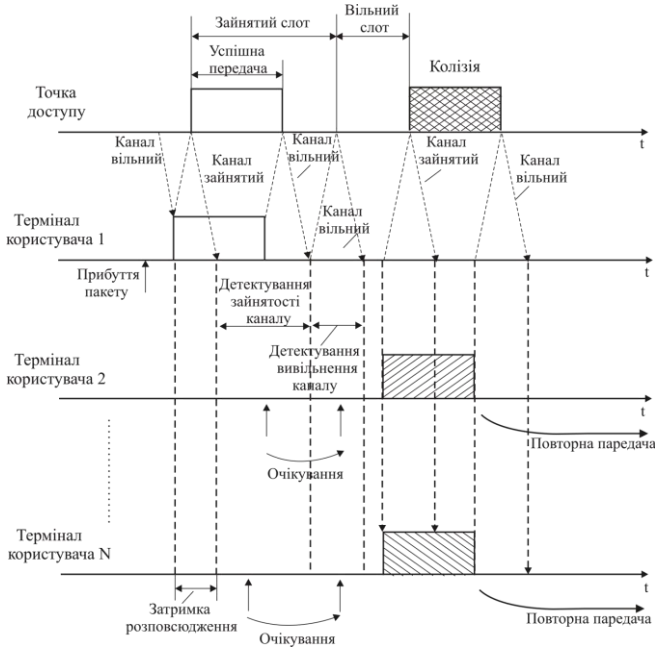 Зайнятий слот
Вільний
слот
Успішна
передача
Колізія
Точка
доступу
t
Канал
вільний
Канал
зайнятий
Канал
вільний
Канал
зайнятий
Канал
вільний
Термінал
користувача 1
Канал
вільний
t
Прибуття
пакету
Детектування
зайнятості
каналу
Детектування
вивільнення
каналу
Термінал
користувача 2
t
Очікування
Повторна парадача
Термінал
користувача N
t
Затримка
розповсюдження
Очікування
Повторна передача